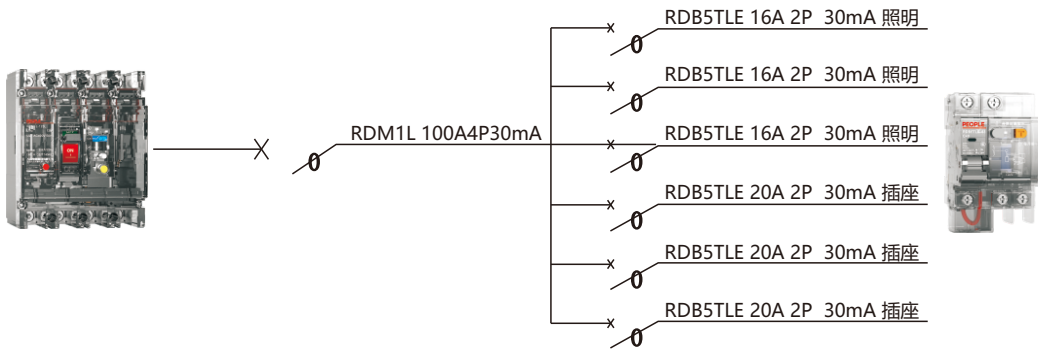 RDB5TLE 16A 2P 30mA 照明
RDB5TLE 16A 2P 30mA 照明
RDM1L 100A4P30mA
RDB5TLE 16A 2P 30mA 照明
PEOPLE
RDB5TLE 20A 2P 30mA 插座
RDB5TLE 20A 2P 30mA 插座
RDB5TLE 20A 2P 30mA 插座